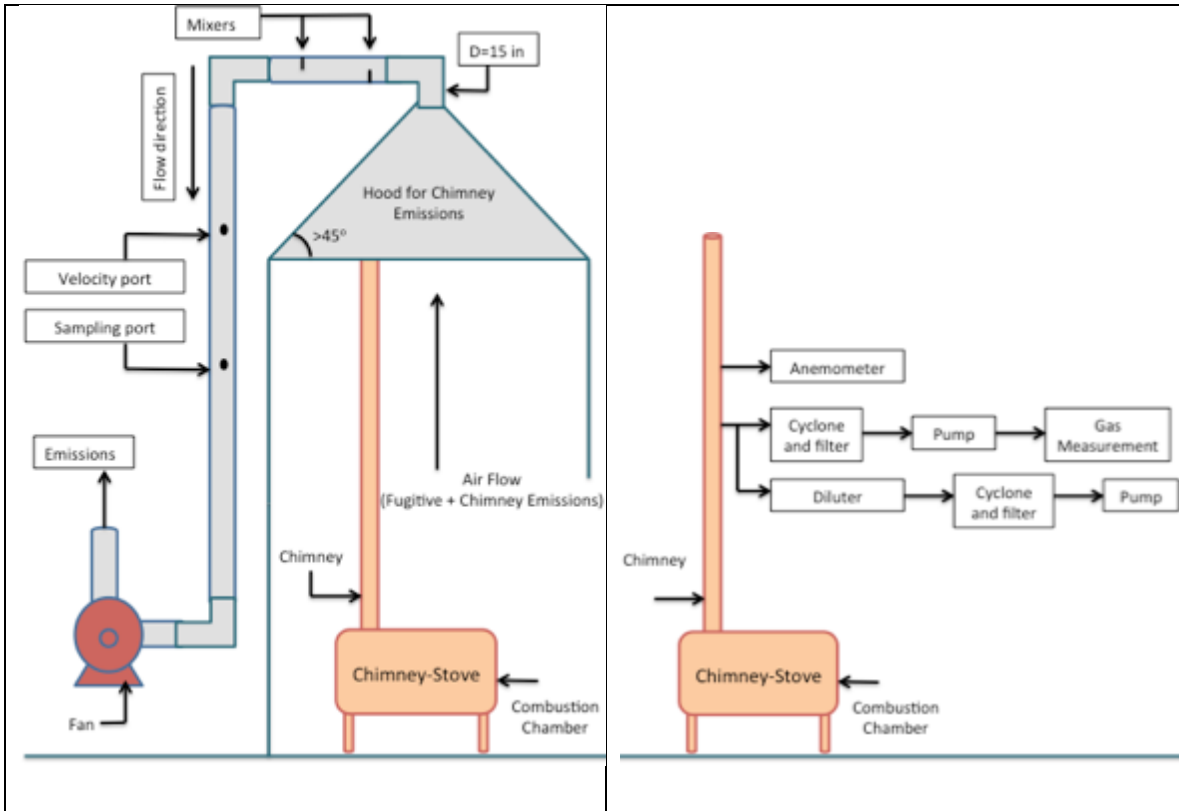 Mixers
D=15 in
Flow direction
Hood for Chimney
Emissions
>45°
Velocity port
Sampling port
Emissions
Air Flow
(Fugitive + Chimney Emissions)
Chimney
Chimney-Stove
Combustion
Chamber
Fan
Anemometer
Cyclone
and filter
Pump
Gas
Measurement
Diluter
Cyclone
and filter
Pump
Chimney
Chimney-Stove
Combustion
Chamber